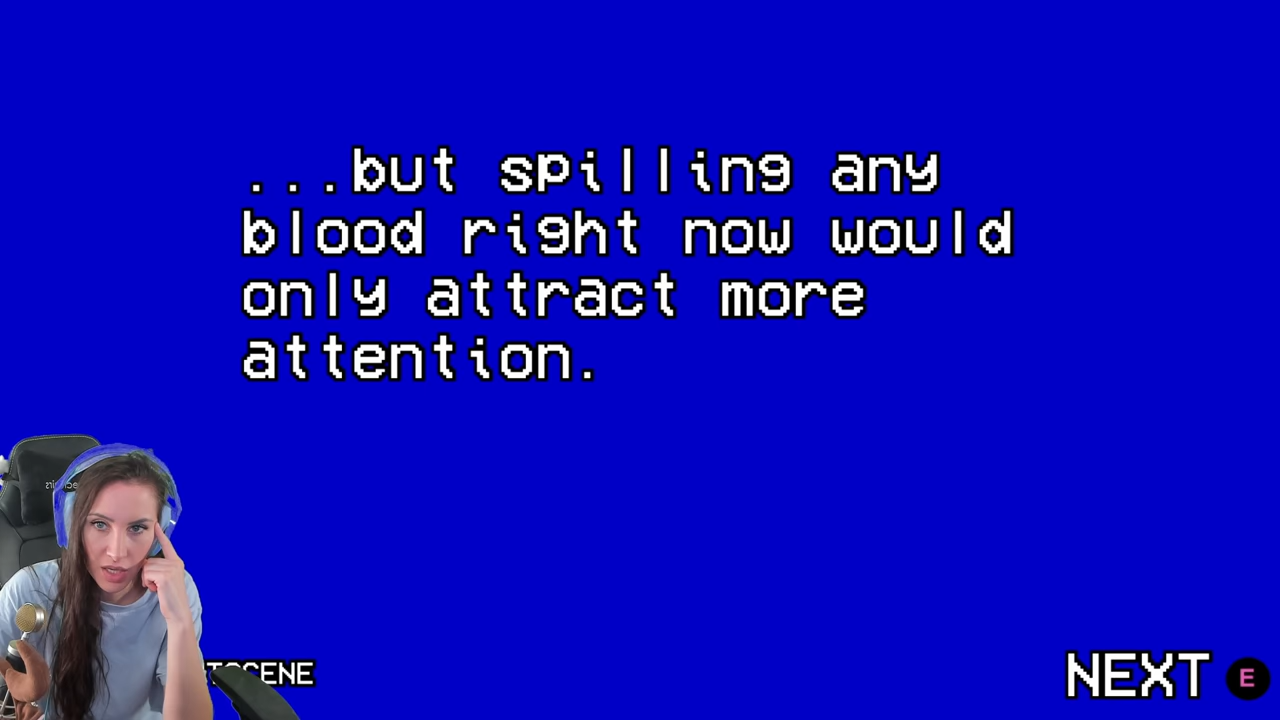 ...but spilling any
blood right now would
only attract more
attention.
NEXT E